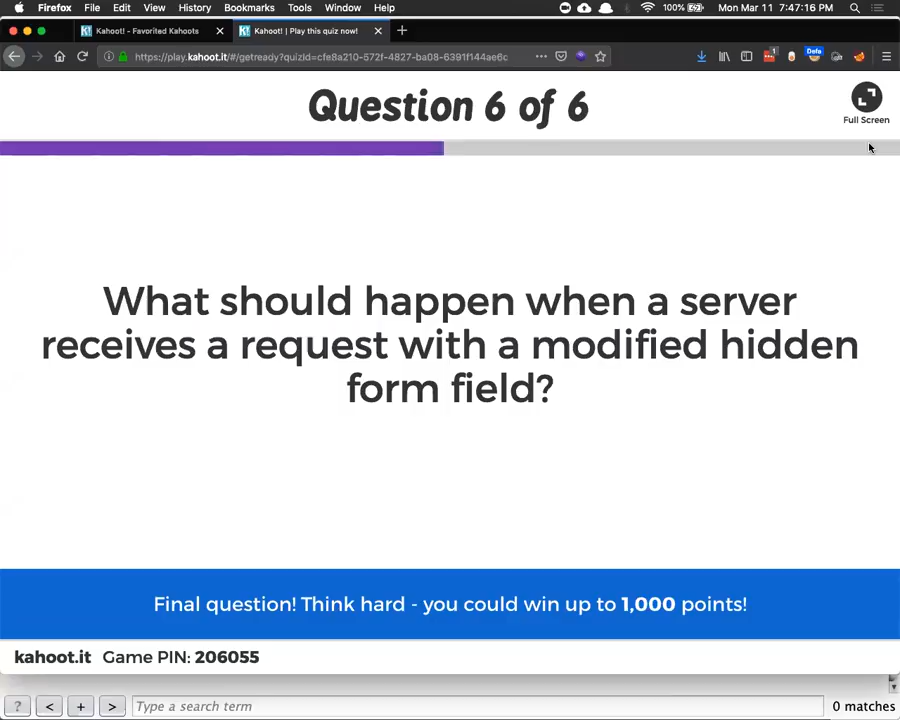 Firefox File Edit View History Bookmarks Tools Window Help 100% Mon Mar 11 7:47:16 PM
K! Kahoot! - Favorited Kahoots × K! Kahoot! | Play this quiz now! × +
https://play.kahoot.it/#/getready?quizId=cfe8a210-572f-4827-ba08-6391f144ae6c ••• 1 Defa
Question 6 of 6
Full Screen
What should happen when a server
receives a request with a modified hidden
form field?
Final question! Think hard - you could win up to 1,000 points!
kahoot.it Game PIN: 206055
? < + > Type a search term 0 matches